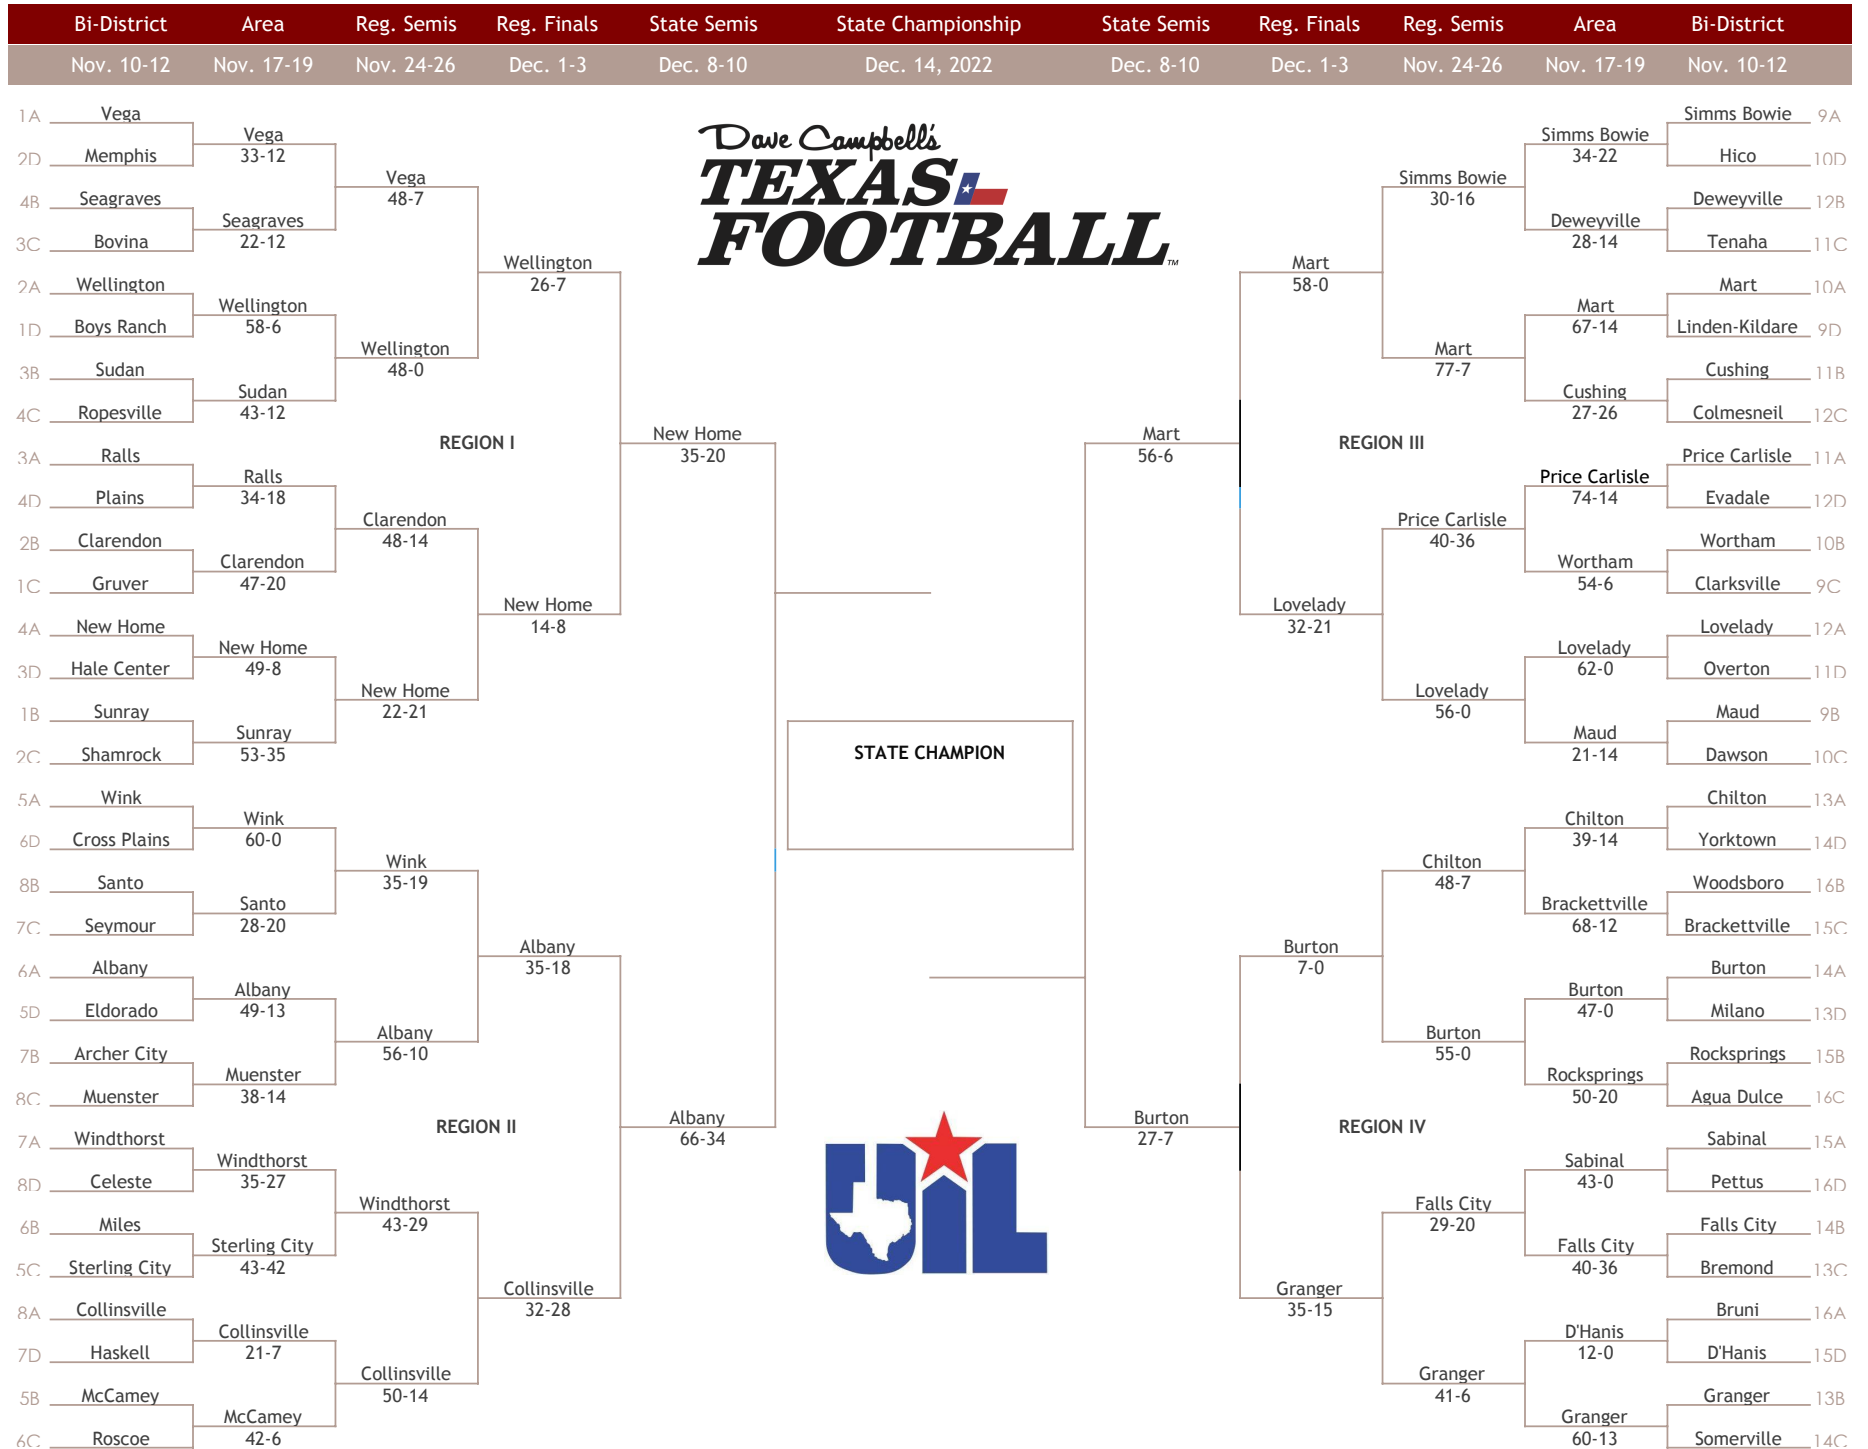 Bi-District Area Reg. Semis Reg. Finals State Semis State Championship State Semis Reg. Finals Reg. Semis Area Bi-District
Nov. 10-12 Nov. 17-19 Nov. 24-26 Dec. 1-3 Dec. 8-10 Dec. 14, 2022 Dec. 8-10 Dec. 1-3 Nov. 24-26 Nov. 17-19 Nov. 10-12
Dave Campbell's
TEXAS
FOOTBALL™
1A Vega
Vega
33-12
2D Memphis
Vega
48-7
4B Seagraves
Seagraves
22-12
3C Bovina
Wellington
26-7
2A Wellington
Wellington
58-6
1D Boys Ranch
Wellington
48-0
3B Sudan
Sudan
43-12
4C Ropesville
REGION I
New Home
35-20
3A Ralls
Ralls
34-18
4D Plains
Clarendon
48-14
2B Clarendon
Clarendon
47-20
1C Gruver
New Home
14-8
4A New Home
New Home
49-8
3D Hale Center
New Home
22-21
1B Sunray
Sunray
53-35
2C Shamrock
5A Wink
Wink
60-0
6D Cross Plains
Wink
35-19
8B Santo
Santo
28-20
7C Seymour
Albany
35-18
6A Albany
Albany
49-13
5D Eldorado
Albany
56-10
7B Archer City
Muenster
38-14
8C Muenster
REGION II
Albany
66-34
7A Windthorst
Windthorst
35-27
8D Celeste
Windthorst
43-29
6B Miles
Sterling City
43-42
5C Sterling City
Collinsville
32-28
8A Collinsville
Collinsville
21-7
7D Haskell
Collinsville
50-14
5B McCamey
McCamey
42-6
6C Roscoe
STATE CHAMPION
UIL
Simms Bowie 9A
Simms Bowie
34-22
Hico 10D
Simms Bowie
30-16
Deweyville 12B
Deweyville
28-14
Tenaha 11C
Mart
58-0
Mart 10A
Mart
67-14
Linden-Kildare 9D
Mart
77-7
Cushing 11B
Cushing
27-26
Colmesneil 12C
Mart
56-6
REGION III
Price Carlisle 11A
Price Carlisle
74-14
Evadale 12D
Price Carlisle
40-36
Wortham 10B
Wortham
54-6
Clarksville 9C
Lovelady
32-21
Lovelady 12A
Lovelady
62-0
Overton 11D
Lovelady
56-0
Maud 9B
Maud
21-14
Dawson 10C
Chilton 13A
Chilton
39-14
Yorktown 14D
Chilton
48-7
Woodsboro 16B
Brackettville
68-12
Brackettville 15C
Burton
7-0
Burton 14A
Burton
47-0
Milano 13D
Burton
55-0
Rocksprings 15B
Rocksprings
50-20
Agua Dulce 16C
Burton
27-7
REGION IV
Sabinal 15A
Sabinal
43-0
Pettus 16D
Falls City
29-20
Falls City 14B
Falls City
40-36
Bremond 13C
Granger
35-15
Bruni 16A
D'Hanis
12-0
D'Hanis 15D
Granger
41-6
Granger 13B
Granger
60-13
Somerville 14C